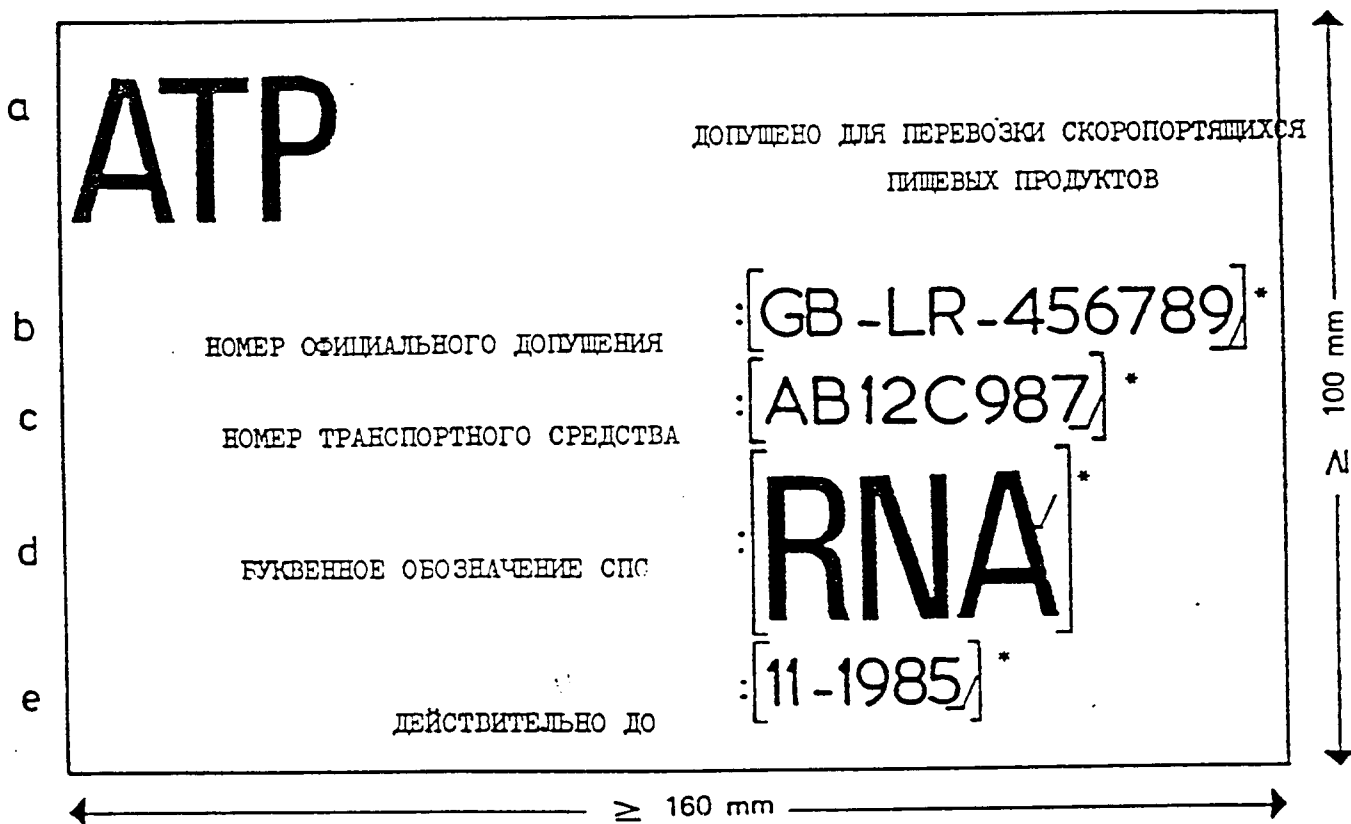 a ATP
ДОПУЩЕНО ДЛЯ ПЕРЕВОЗКИ СКОРОПОРТЯЩИХСЯ
ПИЩЕВЫХ ПРОДУКТОВ
b НОМЕР ОФИЦИАЛЬНОГО ДОПУЩЕНИЯ :[GB-LR-456789]*
c НОМЕР ТРАНСПОРТНОГО СРЕДСТВА :[AB12C987]*
d БУКВЕННОЕ ОБОЗНАЧЕНИЕ СПС :[RNA]*
e ДЕЙСТВИТЕЛЬНО ДО :[11-1985]*
≥ 100 mm
≥ 160 mm